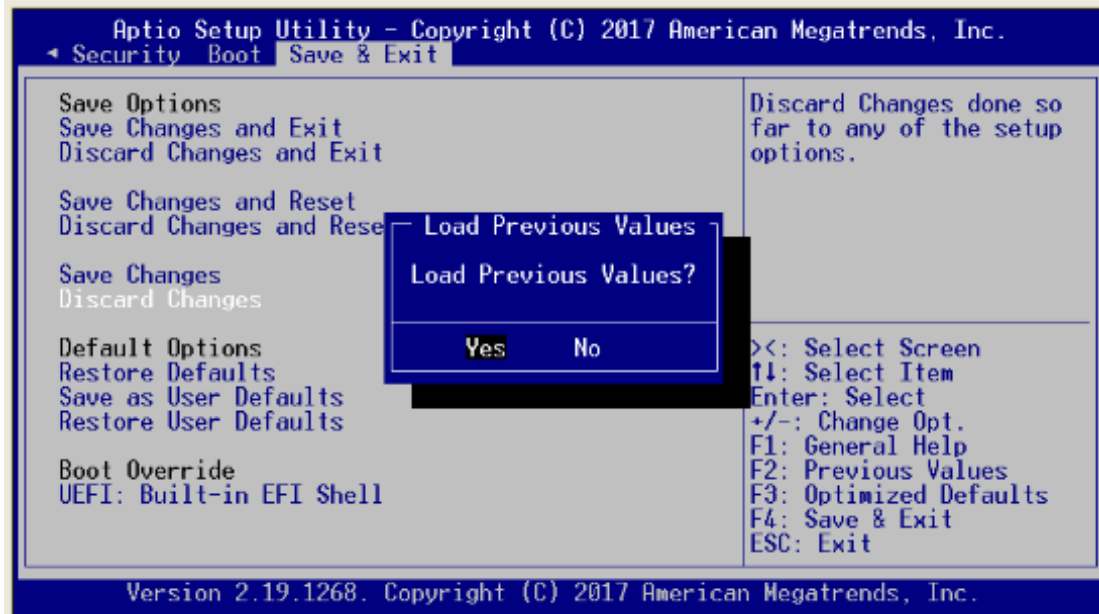 Aptio Setup Utility – Copyright (C) 2017 American Megatrends, Inc.
◄ Security Boot Save & Exit
Save Options
Save Changes and Exit
Discard Changes and Exit
Save Changes and Reset
Discard Changes and Rese
Save Changes
Discard Changes
Default Options
Restore Defaults
Save as User Defaults
Restore User Defaults
Boot Override
UEFI: Built-in EFI Shell
Load Previous Values
Load Previous Values?
Yes No
Discard Changes done so
far to any of the setup
options.
><: Select Screen
↑↓: Select Item
Enter: Select
+/-: Change Opt.
F1: General Help
F2: Previous Values
F3: Optimized Defaults
F4: Save & Exit
ESC: Exit
Version 2.19.1268. Copyright (C) 2017 American Megatrends, Inc.